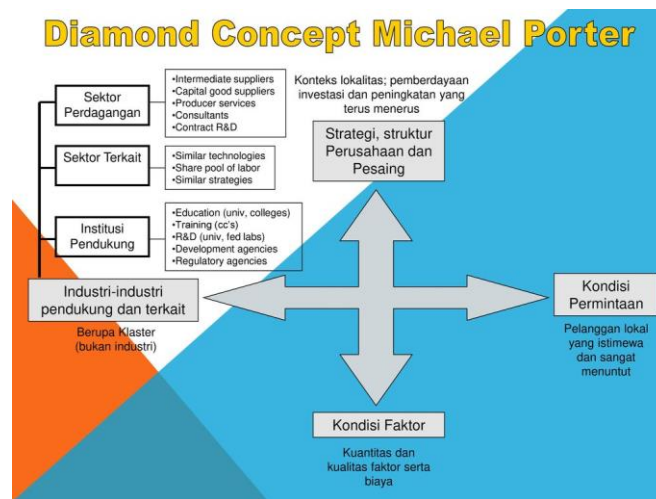 Diamond Concept Michael Porter
Sektor
Perdagangan
•Intermediate suppliers
•Capital good suppliers
•Producer services
•Consultants
•Contract R&D
Sektor Terkait
•Similar technologies
•Share pool of labor
•Similar strategies
Institusi
Pendukung
•Education (univ, colleges)
•Training (cc's)
•R&D (univ, fed labs)
•Development agencies
•Regulatory agencies
Industri-industri
pendukung dan terkait
Berupa Klaster
(bukan industri)
Konteks lokalitas; pemberdayaan
investasi dan peningkatan yang
terus menerus
Strategi, struktur
Perusahaan dan
Pesaing
Kondisi
Permintaan
Pelanggan lokal
yang istimewa
dan sangat
menuntut
Kondisi Faktor
Kuantitas dan
kualitas faktor serta
biaya